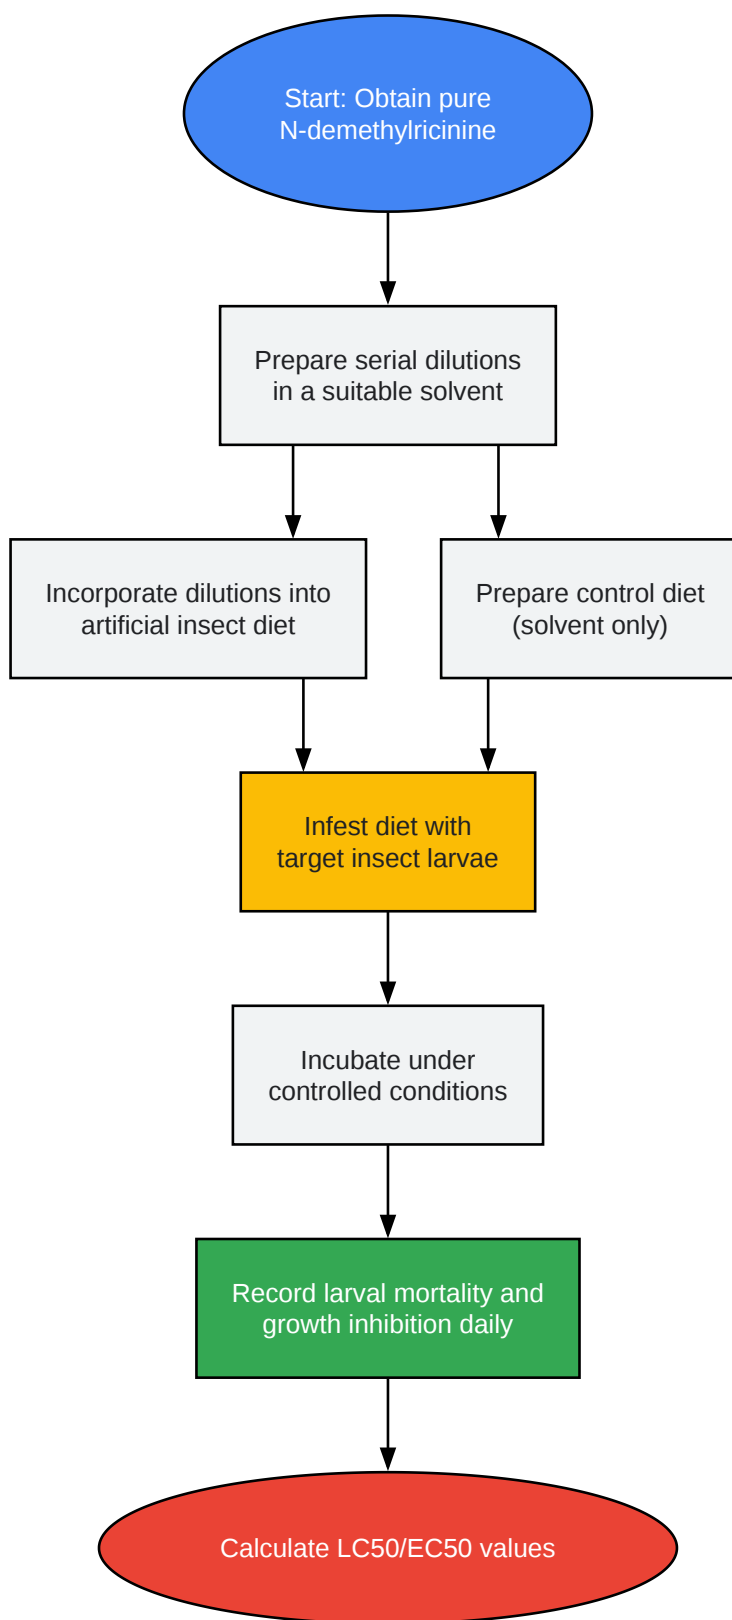 Start: Obtain pure
N-demethylricinine
Prepare serial dilutions
in a suitable solvent
Incorporate dilutions into
artificial insect diet
Prepare control diet
(solvent only)
Infest diet with
target insect larvae
Incubate under
controlled conditions
Record larval mortality and
growth inhibition daily
Calculate LC50/EC50 values